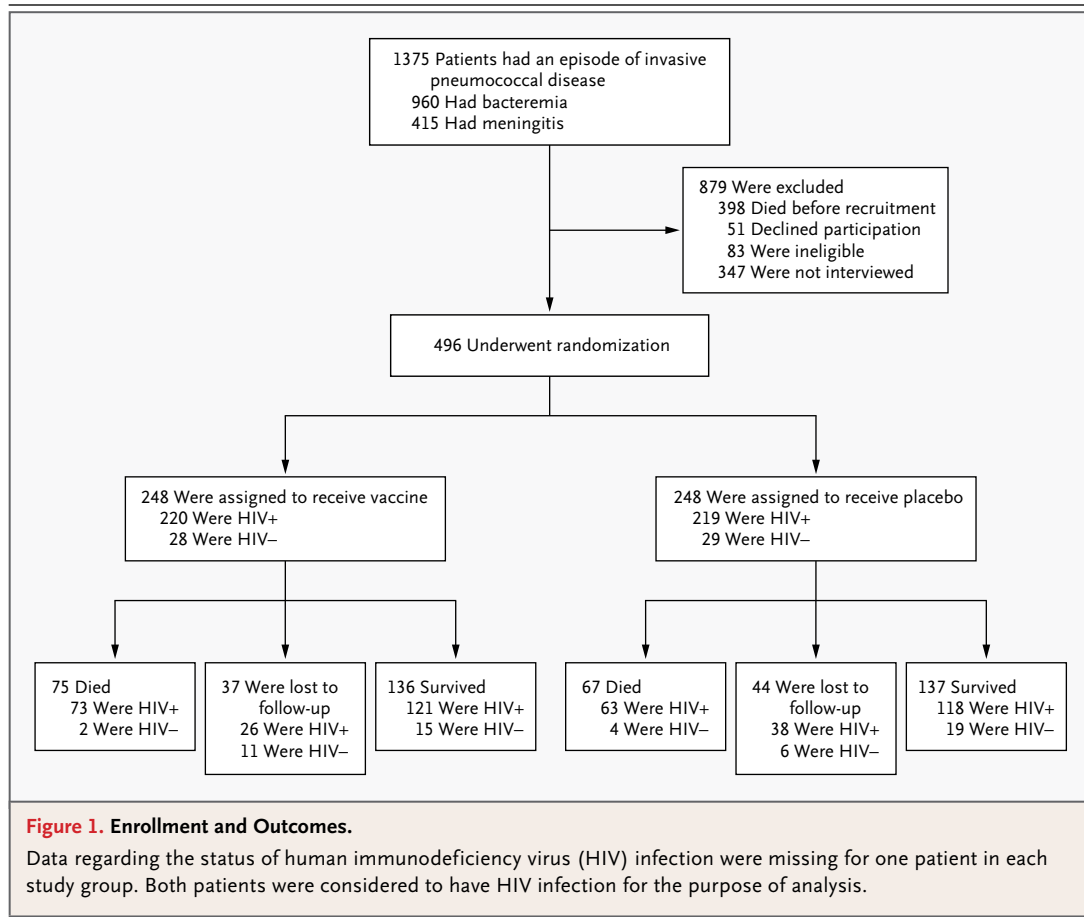 1375 Patients had an episode of invasive
pneumococcal disease
960 Had bacteremia
415 Had meningitis
879 Were excluded
398 Died before recruitment
51 Declined participation
83 Were ineligible
347 Were not interviewed
496 Underwent randomization
248 Were assigned to receive vaccine
220 Were HIV+
28 Were HIV–
248 Were assigned to receive placebo
219 Were HIV+
29 Were HIV–
75 Died
73 Were HIV+
2 Were HIV–
37 Were lost to
follow-up
26 Were HIV+
11 Were HIV–
136 Survived
121 Were HIV+
15 Were HIV–
67 Died
63 Were HIV+
4 Were HIV–
44 Were lost to
follow-up
38 Were HIV+
6 Were HIV–
137 Survived
118 Were HIV+
19 Were HIV–
Figure 1. Enrollment and Outcomes.
Data regarding the status of human immunodeficiency virus (HIV) infection were missing for one patient in each
study group. Both patients were considered to have HIV infection for the purpose of analysis.